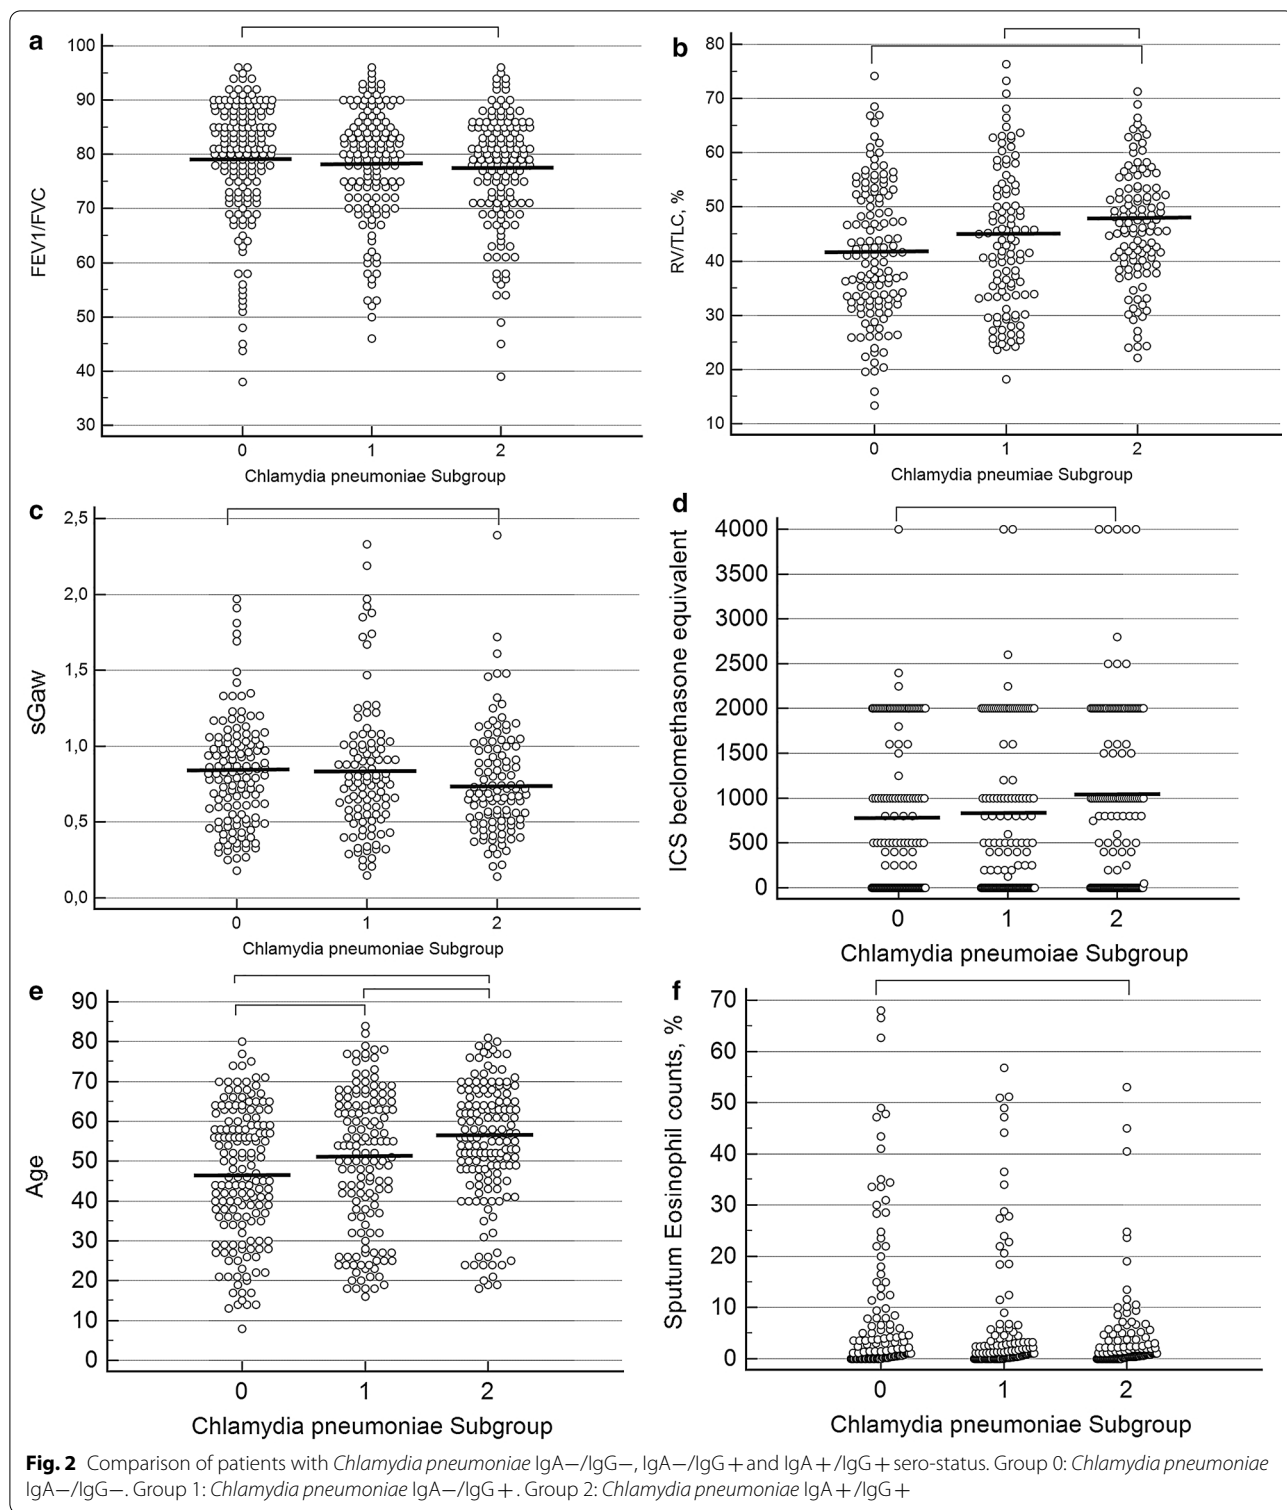 a
100
90
80
70
60
50
40
30
FEV1/FVC
0 1 2
Chlamydia pneumoniae Subgroup
b
80
70
60
50
40
30
20
10
RV/TLC, %
0 1 2
Chlamydia pneumiae Subgroup
c
2,5
2,0
1,5
1,0
0,5
0,0
sGaw
0 1 2
Chlamydia pneumoniae Subgroup
d
4000
3500
3000
2500
2000
1500
1000
500
0
ICS beclomethasone equivalent
0 1 2
Chlamydia pneumoiae Subgroup
e
90
80
70
60
50
40
30
20
10
0
Age
0 1 2
Chlamydia pneumoniae Subgroup
f
70
60
50
40
30
20
10
0
Sputum Eosinophil counts, %
0 1 2
Chlamydia pneumoniae Subgroup
Fig. 2 Comparison of patients with Chlamydia pneumoniae IgA−/IgG−, IgA−/IgG+ and IgA+/IgG+ sero-status. Group 0: Chlamydia pneumoniae
IgA−/IgG−. Group 1: Chlamydia pneumoniae IgA−/IgG+. Group 2: Chlamydia pneumoniae IgA+/IgG+